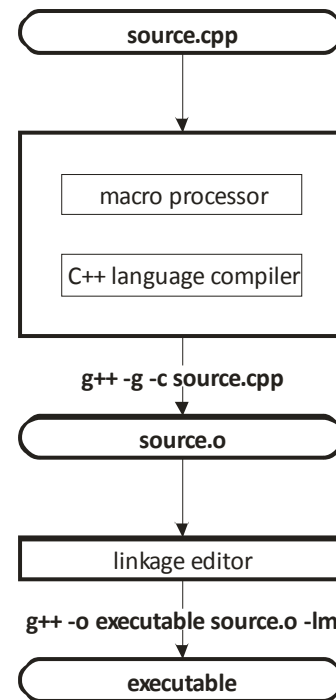 source.cpp
macro processor
C++ language compiler
g++ -g -c source.cpp
source.o
linkage editor
g++ -o executable source.o -lm
executable